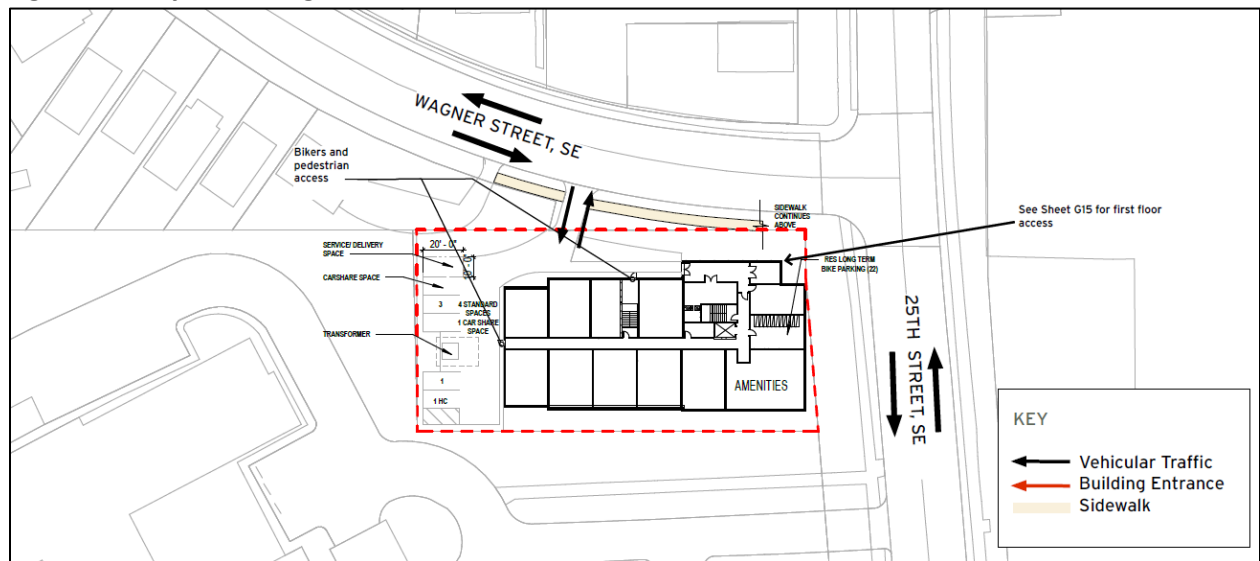 WAGNER STREET, SE
Bikers and
pedestrian
access
SIDEWALK
CONTINUES
ABOVE
See Sheet G15 for first floor
access
SERVICE/ DELIVERY
SPACE
20' - 0"
CARSHARE SPACE
RES LONG TERM
BIKE PARKING (22)
3
4 STANDARD
SPACES
1 CAR SHARE
SPACE
TRANSFORMER
1
1 HC
AMENITIES
25TH STREET, SE
KEY
Vehicular Traffic
Building Entrance
Sidewalk